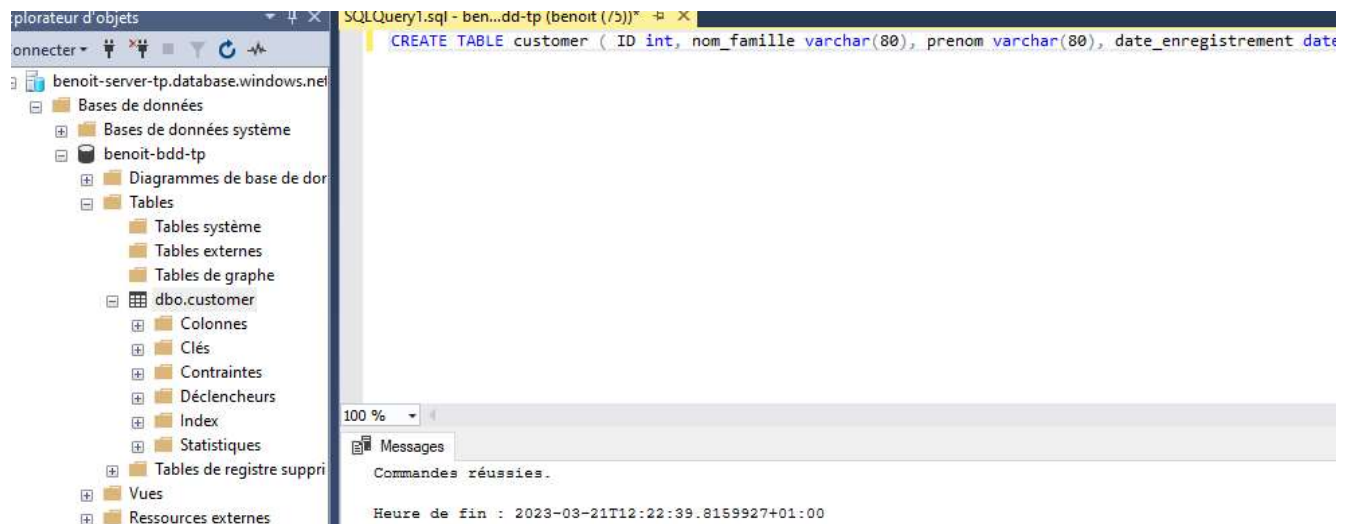 plorateur d'objets
onnecter
benoit-server-tp.database.windows.net
Bases de données
Bases de données système
benoit-bdd-tp
Diagrammes de base de dor
Tables
Tables système
Tables externes
Tables de graphe
dbo.customer
Colonnes
Clés
Contraintes
Déclencheurs
Index
Statistiques
Tables de registre suppri
Vues
Ressources externes
SQLQuery1.sql - ben...dd-tp (benoit (75))*
CREATE TABLE customer ( ID int, nom_famille varchar(80), prenom varchar(80), date_enregistrement date
100 %
Messages
Commandes réussies.
Heure de fin : 2023-03-21T12:22:39.8159927+01:00